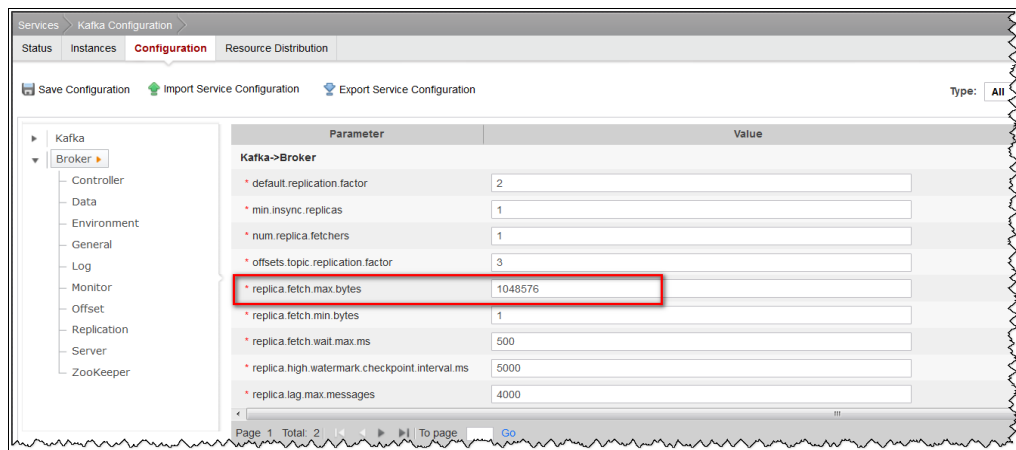 Services Kafka Configuration
Status Instances Configuration Resource Distribution
Save Configuration Import Service Configuration Export Service Configuration Type: All
Kafka
Broker
Controller
Data
Environment
General
Log
Monitor
Offset
Replication
Server
ZooKeeper
Parameter Value
Kafka->Broker
* default.replication.factor 2
* min.insync.replicas 1
* num.replica.fetchers 1
* offsets.topic.replication.factor 3
* replica.fetch.max.bytes 1048576
* replica.fetch.min.bytes 1
* replica.fetch.wait.max.ms 500
* replica.high.watermark.checkpoint.interval.ms 5000
* replica.lag.max.messages 4000
Page 1 Total: 2 To page Go